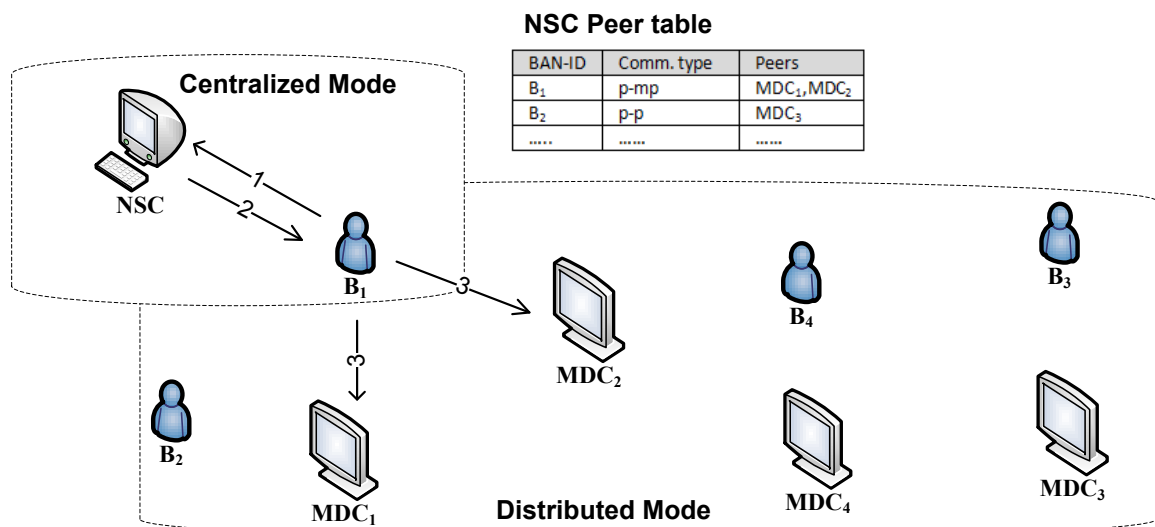 NSC Peer table
BAN-ID Comm. type Peers
B₁ p-mp MDC₁,MDC₂
B₂ p-p MDC₃
..... ...... ......
Centralized Mode
NSC
1
2
B₁
3
3
B₃
B₄
MDC₂
B₂
MDC₁
MDC₄
MDC₃
Distributed Mode